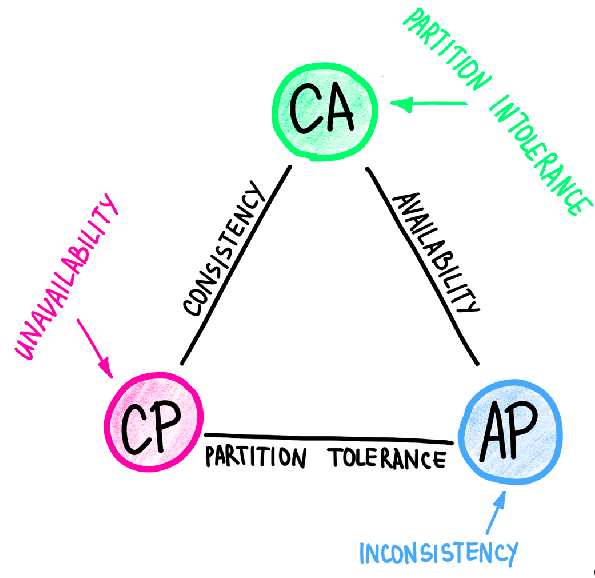 PARTITION INTOLERANCE
CA
CONSISTENCY
AVAILABILITY
UNAVAILABILITY
CP
AP
PARTITION TOLERANCE
INCONSISTENCY